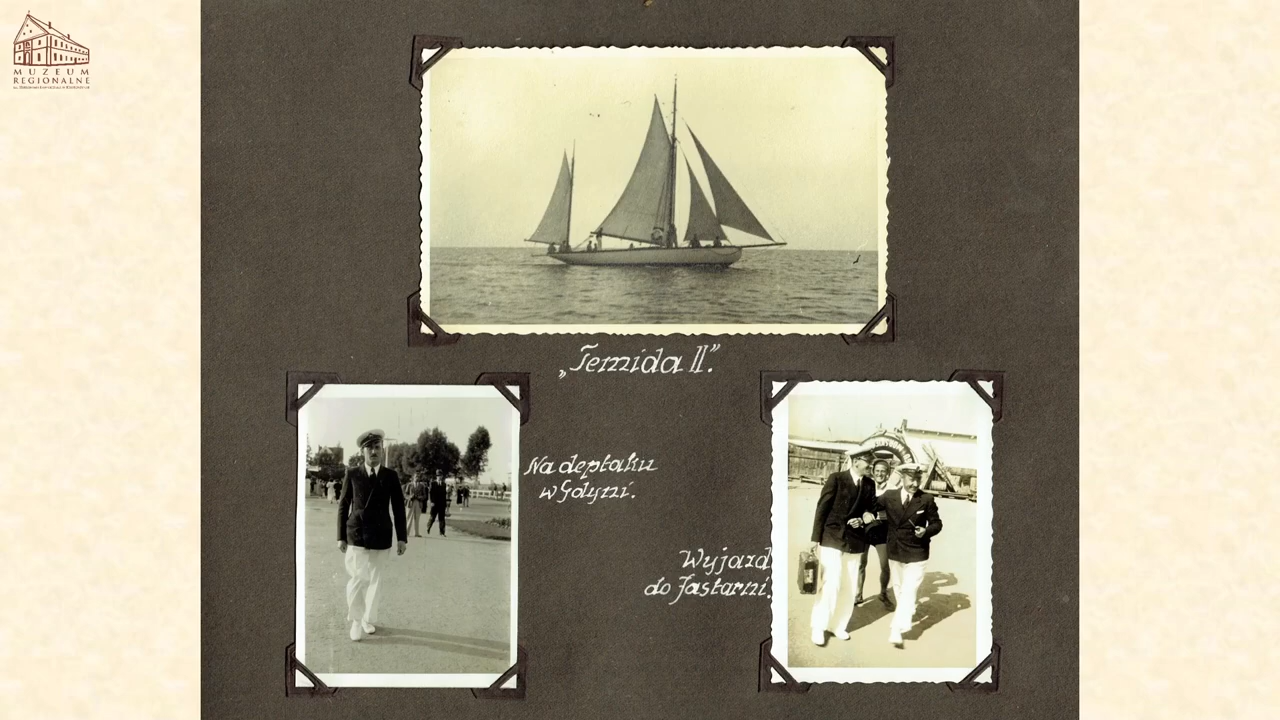 MUZEUM
REGIONALNE
„Temida II”.
Na deptaku
w Gdyni.
Wyjazd
do Jastarni.